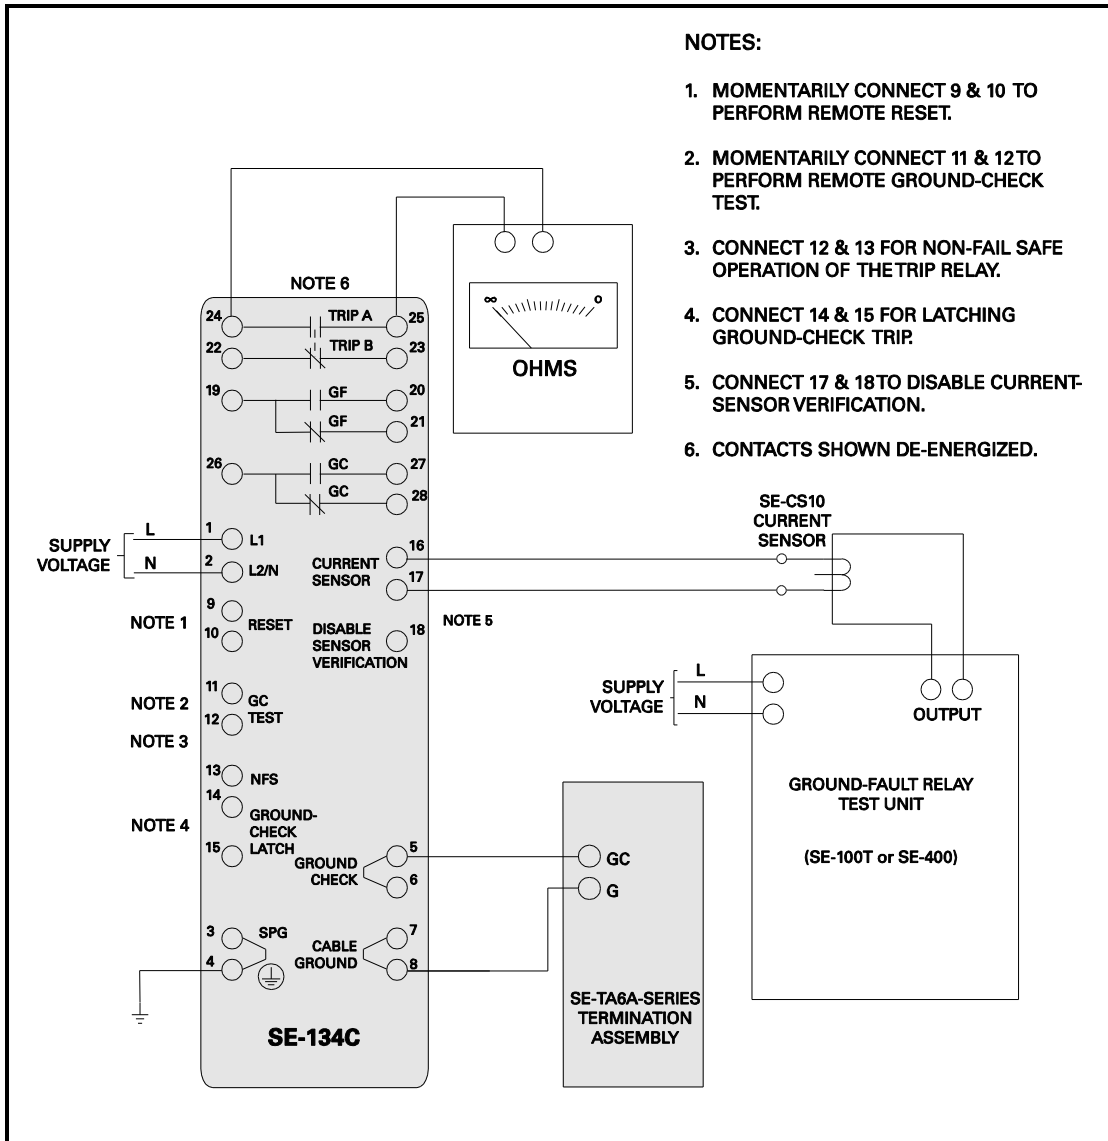 NOTES:
1. MOMENTARILY CONNECT 9 & 10 TO
PERFORM REMOTE RESET.
2. MOMENTARILY CONNECT 11 & 12 TO
PERFORM REMOTE GROUND-CHECK
TEST.
3. CONNECT 12 & 13 FOR NON-FAIL SAFE
OPERATION OF THE TRIP RELAY.
4. CONNECT 14 & 15 FOR LATCHING
GROUND-CHECK TRIP.
5. CONNECT 17 & 18 TO DISABLE CURRENT-
SENSOR VERIFICATION.
6. CONTACTS SHOWN DE-ENERGIZED.
∞ 0
OHMS
NOTE 6
24 TRIP A 25
22 TRIP B 23
19 GF 20
GF 21
26 GC 27
GC 28
SUPPLY
VOLTAGE
L
N
1 L1
2 L2/N
CURRENT
SENSOR
16
17
SE-CS10
CURRENT
SENSOR
NOTE 1
9
10
RESET
DISABLE
SENSOR
VERIFICATION
18
NOTE 5
NOTE 2
11
12
GC
TEST
NOTE 3
13 NFS
14
NOTE 4
GROUND-
CHECK
LATCH
15
GROUND
CHECK
5
6
3
4
SPG
CABLE
GROUND
7
8
SE-134C
GC
G
SE-TA6A-SERIES
TERMINATION
ASSEMBLY
SUPPLY
VOLTAGE
L
N
OUTPUT
GROUND-FAULT RELAY
TEST UNIT
(SE-100T or SE-400)